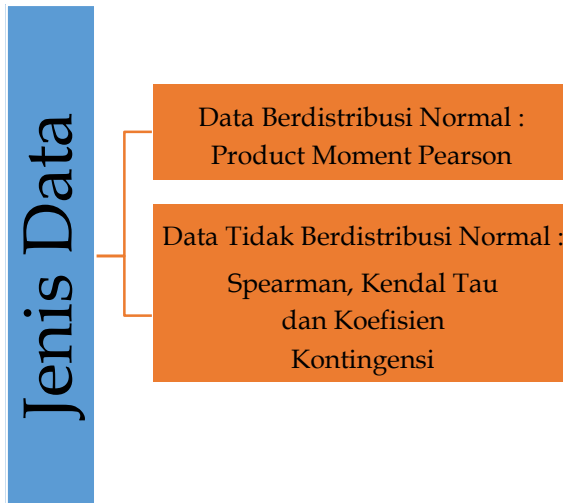 Jenis Data
Data Berdistribusi Normal :
Product Moment Pearson
Data Tidak Berdistribusi Normal :
Spearman, Kendal Tau
dan Koefisien
Kontingensi